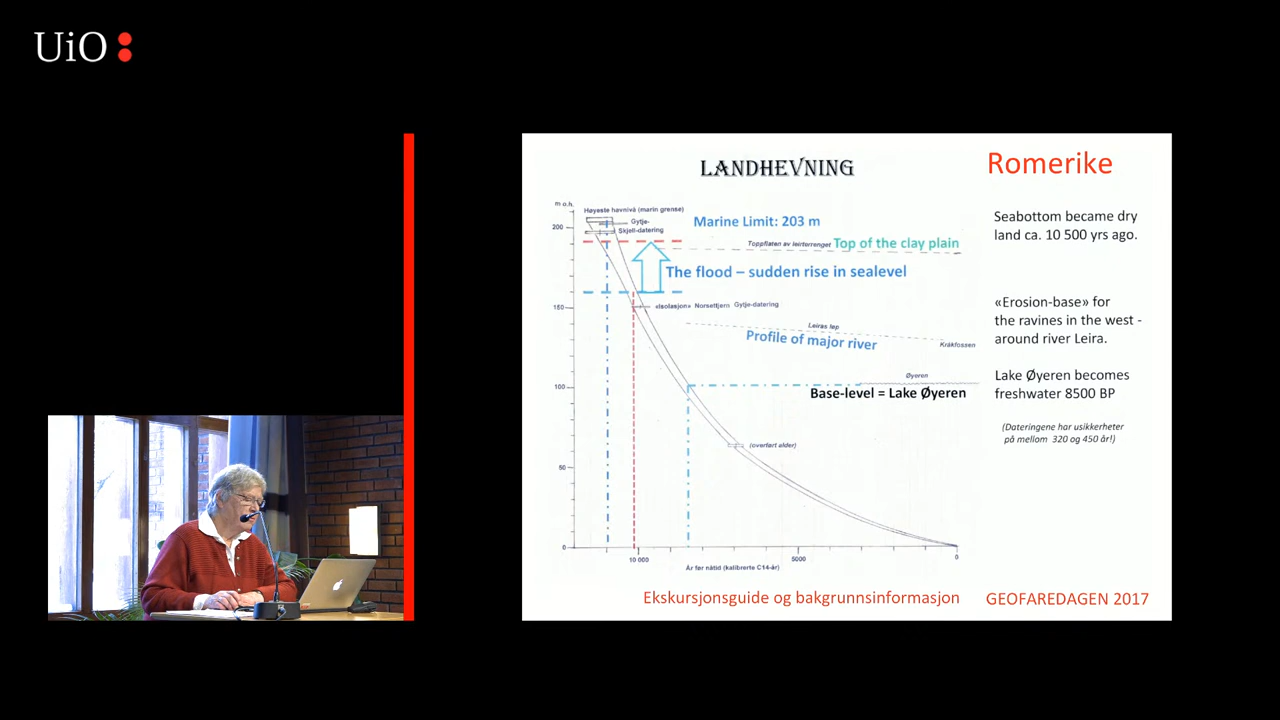 UiO
LANDHEVNING
Romerike
m o.h.
Høyeste havnivå (marin grense)
Gytje-
Skjell-datering
200
Marine Limit: 203 m
Toppflaten av leirterrenget
Top of the clay plain
The flood – sudden rise in sealevel
150
«Isolasjon» Norsettjern Gytje-datering
Leiras løp
Profile of major river
Kråkfossen
Øyeren
100
Base-level = Lake Øyeren
(overført alder)
50
0
10 000
5000
0
År før nåtid (kalibrerte C14-år)
Seabottom became dry
land ca. 10 500 yrs ago.
«Erosion-base» for
the ravines in the west -
around river Leira.
Lake Øyeren becomes
freshwater 8500 BP
(Dateringene har usikkerheter
på mellom 320 og 450 år!)
Ekskursjonsguide og bakgrunnsinformasjon
GEOFAREDAGEN 2017